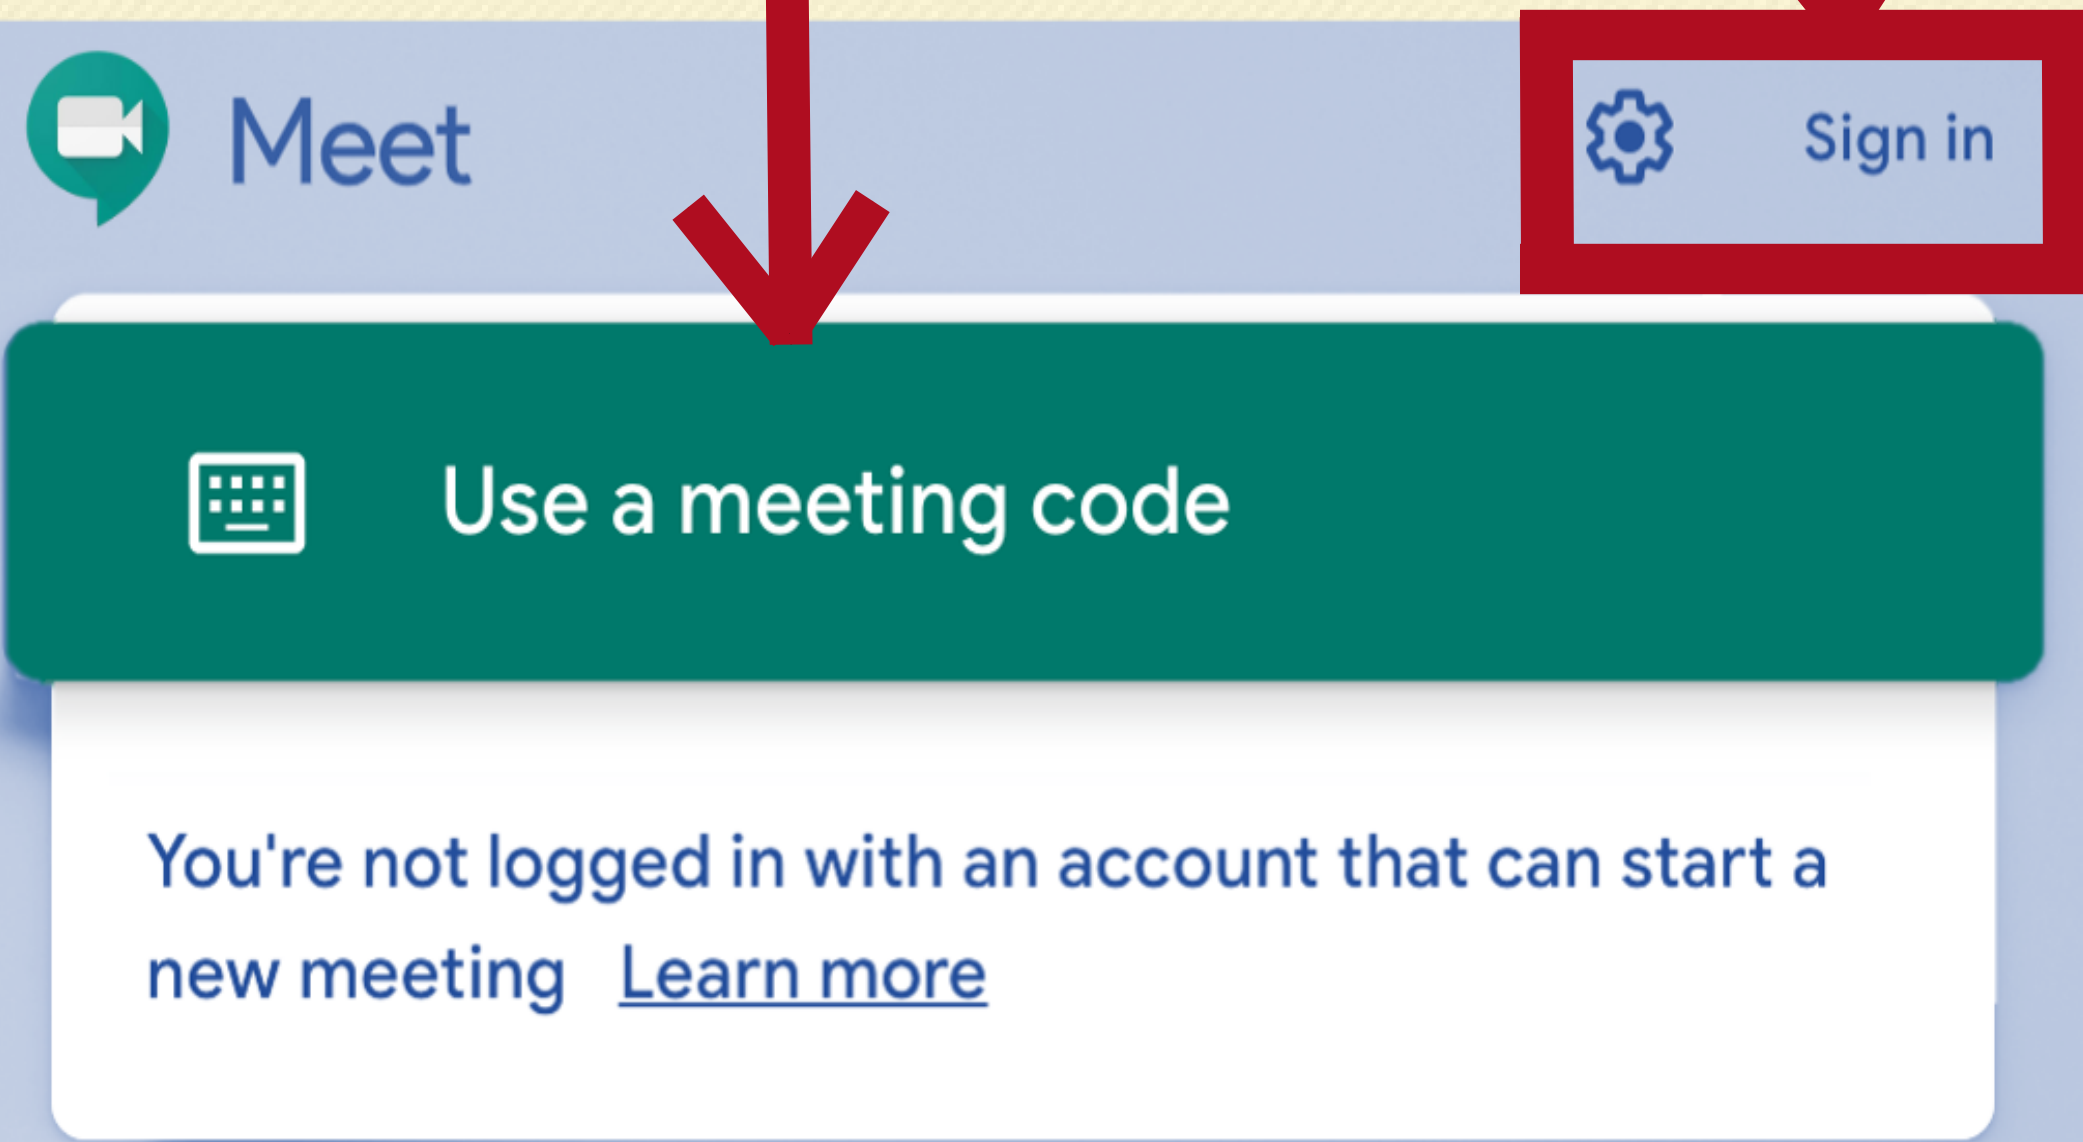 Meet
Sign in
Use a meeting code
You're not logged in with an account that can start a
new meeting Learn more